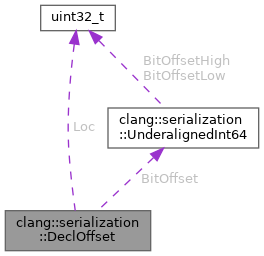 uint32_t
BitOffsetHigh
BitOffsetLow
Loc
clang::serialization
::UnderalignedInt64
BitOffset
clang::serialization
::DeclOffset